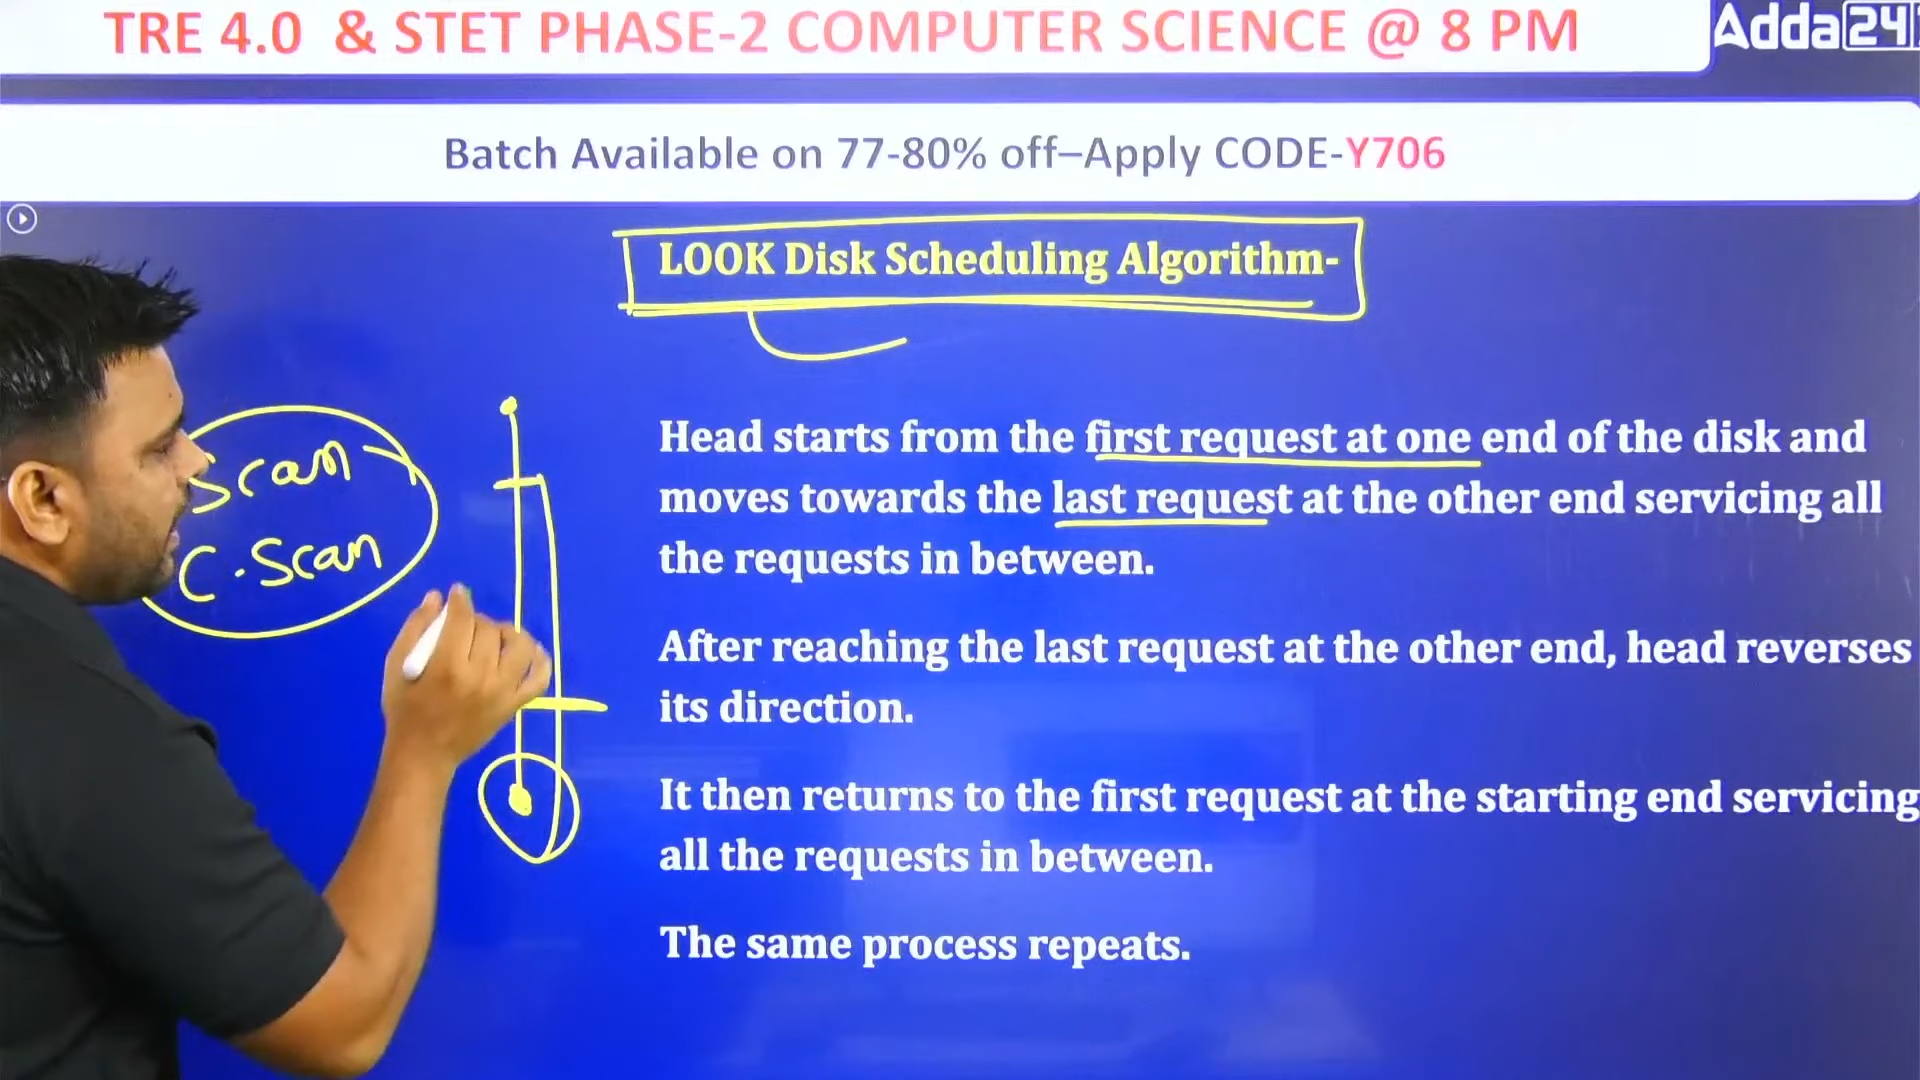 TRE 4.0 & STET PHASE-2 COMPUTER SCIENCE @ 8 PM
Adda24
Batch Available on 77-80% off–Apply CODE-Y706
LOOK Disk Scheduling Algorithm-
Scan
C.Scan
Head starts from the first request at one end of the disk and
moves towards the last request at the other end servicing all
the requests in between.
After reaching the last request at the other end, head reverses
its direction.
It then returns to the first request at the starting end servicing
all the requests in between.
The same process repeats.